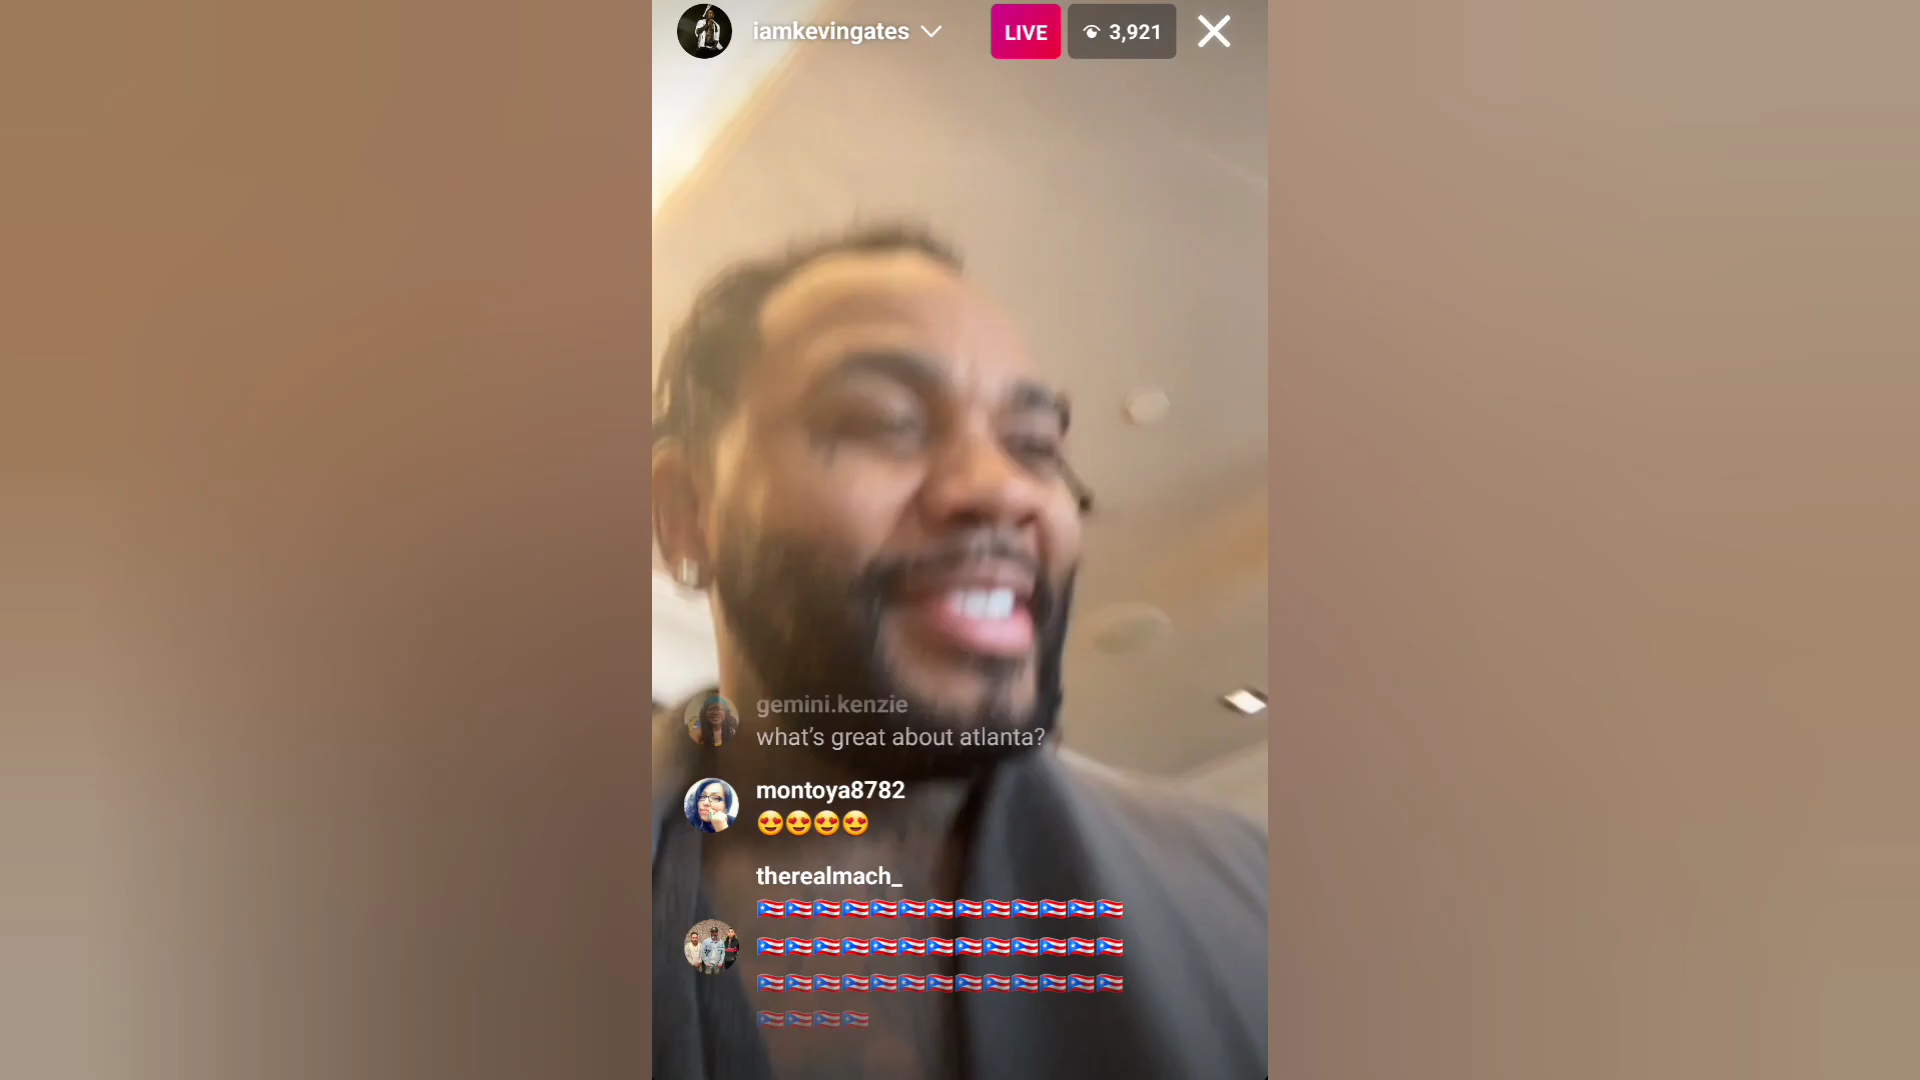 iamkevingates
LIVE
3,921
gemini.kenzie
what's great about atlanta?
montoya8782
😍😍😍😍
therealmach_
🇵🇷🇵🇷🇵🇷🇵🇷🇵🇷🇵🇷🇵🇷🇵🇷🇵🇷🇵🇷🇵🇷🇵🇷🇵🇷
🇵🇷🇵🇷🇵🇷🇵🇷🇵🇷🇵🇷🇵🇷🇵🇷🇵🇷🇵🇷🇵🇷🇵🇷🇵🇷
🇵🇷🇵🇷🇵🇷🇵🇷🇵🇷🇵🇷🇵🇷🇵🇷🇵🇷🇵🇷🇵🇷🇵🇷🇵🇷
🇵🇷🇵🇷🇵🇷🇵🇷